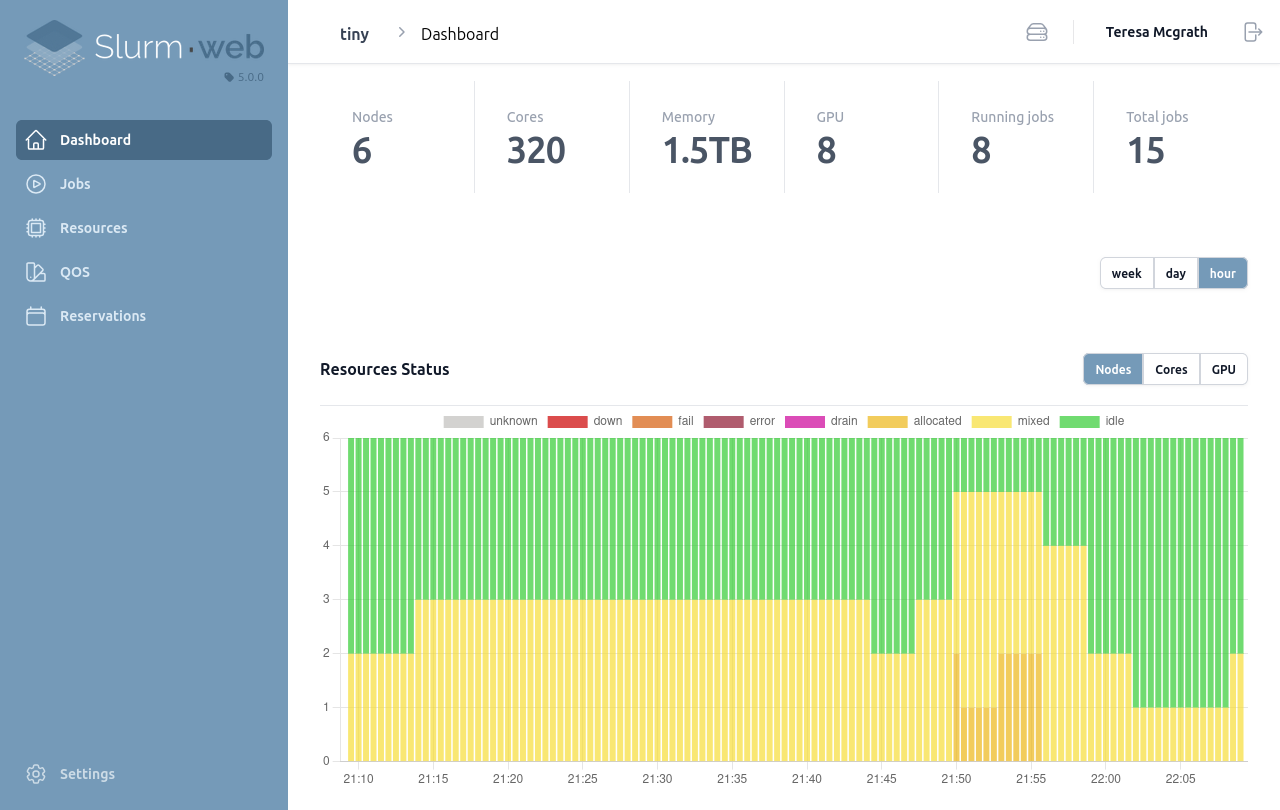 Slurm·web
5.0.0
Dashboard
Jobs
Resources
QOS
Reservations
Settings
tiny
Dashboard
Teresa Mcgrath
Nodes
6
Cores
320
Memory
1.5TB
GPU
8
Running jobs
8
Total jobs
15
week day hour
Resources Status
Nodes Cores GPU
unknown down fail error drain allocated mixed idle
6
5
4
3
2
1
0
21:10 21:15 21:20 21:25 21:30 21:35 21:40 21:45 21:50 21:55 22:00 22:05